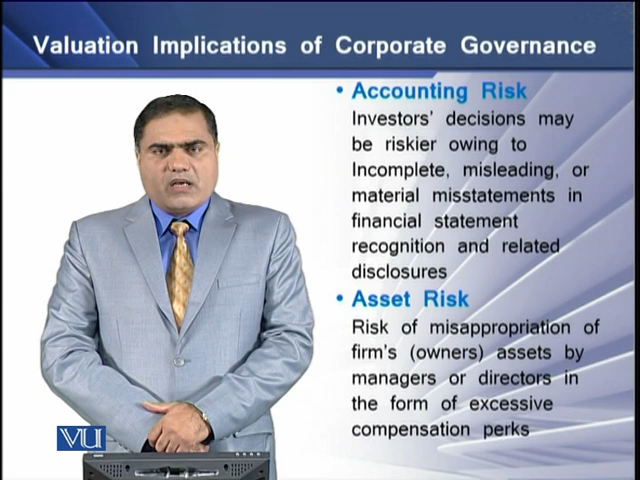 Valuation Implications of Corporate Governance
• Accounting Risk
Investors' decisions may
be riskier owing to
Incomplete, misleading, or
material misstatements in
financial statement
recognition and related
disclosures
• Asset Risk
Risk of misappropriation of
firm's (owners) assets by
managers or directors in
the form of excessive
compensation perks
VU